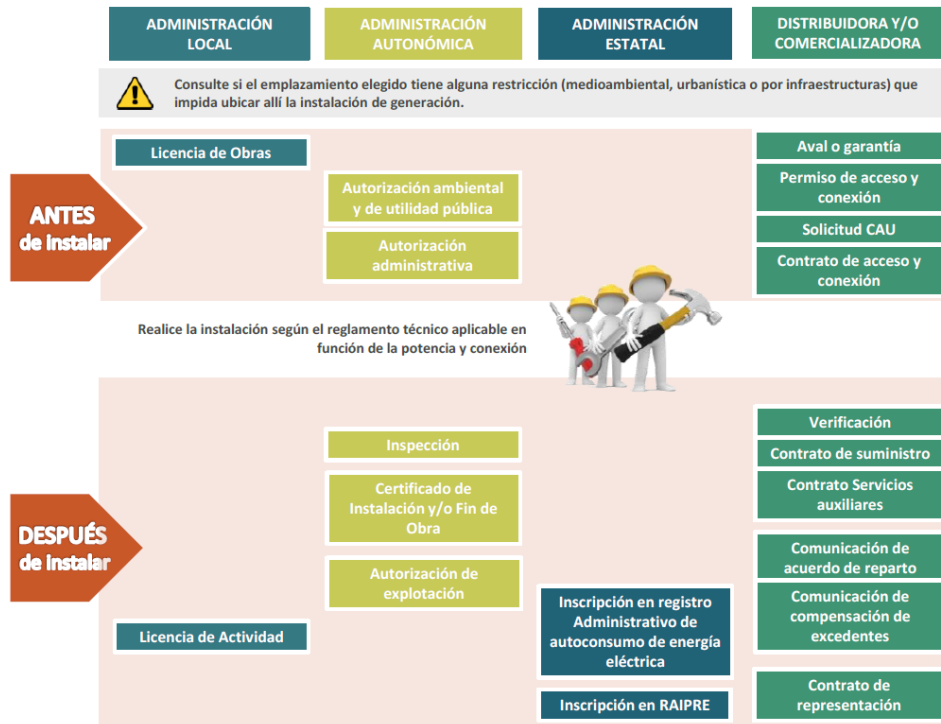 ADMINISTRACIÓN
LOCAL
ADMINISTRACIÓN
AUTONÓMICA
ADMINISTRACIÓN
ESTATAL
DISTRIBUIDORA Y/O
COMERCIALIZADORA
Consulte si el emplazamiento elegido tiene alguna restricción (medioambiental, urbanística o por infraestructuras) que
impida ubicar allí la instalación de generación.
ANTES
de instalar
Licencia de Obras
Autorización ambiental
y de utilidad pública
Autorización
administrativa
Aval o garantía
Permiso de acceso y
conexión
Solicitud CAU
Contrato de acceso y
conexión
Realice la instalación según el reglamento técnico aplicable en
función de la potencia y conexión
DESPUÉS
de instalar
Licencia de Actividad
Inspección
Certificado de
Instalación y/o Fin de
Obra
Autorización de
explotación
Inscripción en registro
Administrativo de
autoconsumo de energía
eléctrica
Inscripción en RAIPRE
Verificación
Contrato de suministro
Contrato Servicios
auxiliares
Comunicación de
acuerdo de reparto
Comunicación de
compensación de
excedentes
Contrato de
representación